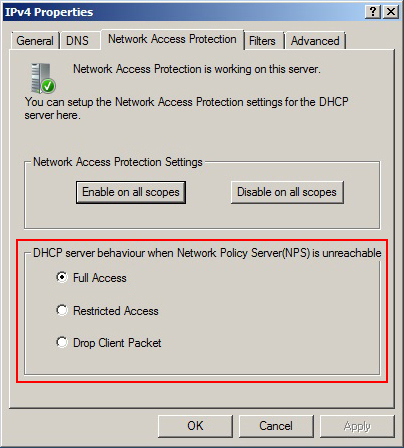 IPv4 Properties
General
DNS
Network Access Protection
Filters
Advanced
Network Access Protection is working on this server.
You can setup the Network Access Protection settings for the DHCP
server here.
Network Access Protection Settings
Enable on all scopes
Disable on all scopes
DHCP server behaviour when Network Policy Server(NPS) is unreachable
Full Access
Restricted Access
Drop Client Packet
OK
Cancel
Apply